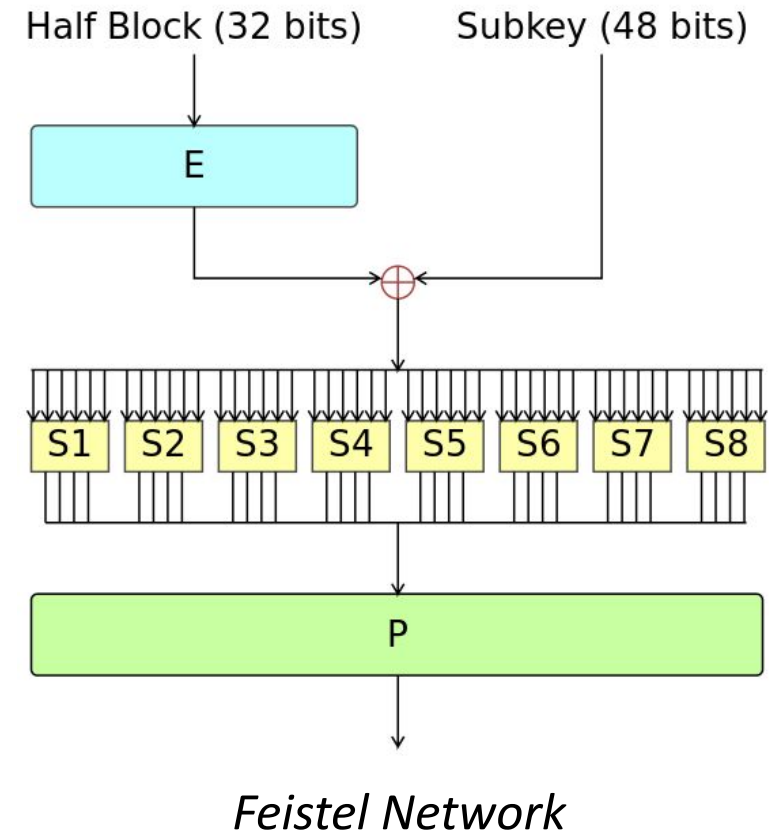 Half Block (32 bits) Subkey (48 bits)
E
S1 S2 S3 S4 S5 S6 S7 S8
P
Feistel Network